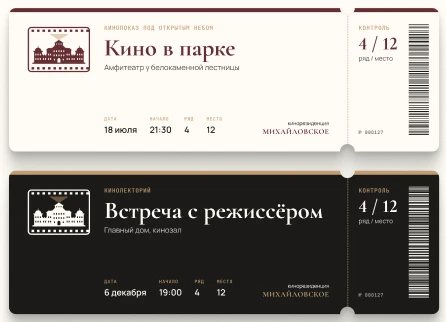 КИНОПОКАЗ ПОД ОТКРЫТЫМ НЕБОМ
Кино в парке
Амфитеатр у белокаменной лестницы
ДАТА НАЧАЛО РЯД МЕСТО
18 июля 21:30 4 12
кинорезиденция
МИХАЙЛОВСКОЕ
КОНТРОЛЬ
4 / 12
ряд / место
№ 000127
КИНОЛЕКТОРИЙ
Встреча с режиссёром
Главный дом, кинозал
ДАТА НАЧАЛО РЯД МЕСТО
6 декабря 19:00 4 12
кинорезиденция
МИХАЙЛОВСКОЕ
КОНТРОЛЬ
4 / 12
ряд / место
№ 000127